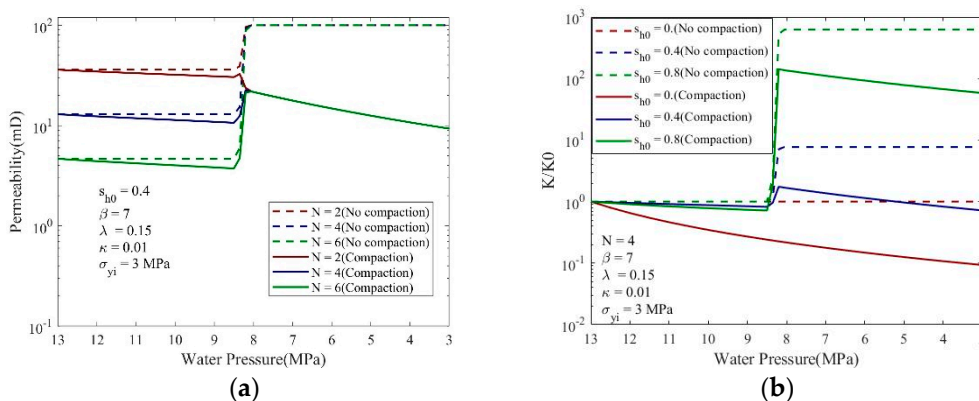 10^2
10^1
10^0
10^-1
Permeability(mD)
s_h0 = 0.4
β = 7
λ = 0.15
κ = 0.01
σ_yi = 3 MPa
N = 2(No compaction)
N = 4(No compaction)
N = 6(No compaction)
N = 2(Compaction)
N = 4(Compaction)
N = 6(Compaction)
13 12 11 10 9 8 7 6 5 4 3
Water Pressure(MPa)
(a)
10^3
10^2
10^1
10^0
10^-1
10^-2
K/K0
s_h0 = 0.(No compaction)
s_h0 = 0.4(No compaction)
s_h0 = 0.8(No compaction)
s_h0 = 0.(Compaction)
s_h0 = 0.4(Compaction)
s_h0 = 0.8(Compaction)
N = 4
β = 7
λ = 0.15
κ = 0.01
σ_yi = 3 MPa
13 12 11 10 9 8 7 6 5 4
Water Pressure(MPa)
(b)